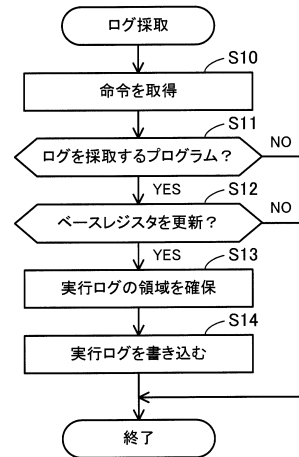 ログ採取
S10
命令を取得
S11
ログを採取するプログラム？
NO
YES
S12
ベースレジスタを更新？
NO
YES
S13
実行ログの領域を確保
S14
実行ログを書き込む
終了